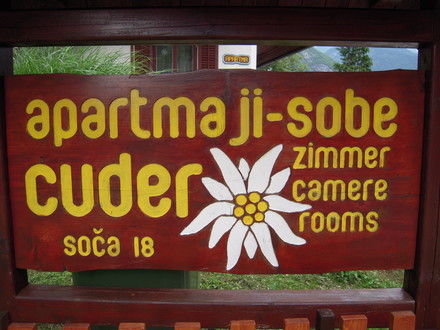 apartmaji-sobe
cuder
zimmer
camere
rooms
soča 18